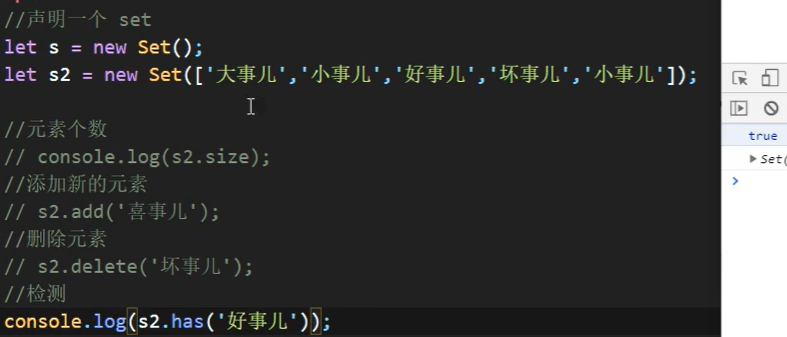 //声明一个 set
let s = new Set();
let s2 = new Set(['大事儿','小事儿','好事儿','坏事儿','小事儿']);
//元素个数
// console.log(s2.size);
//添加新的元素
// s2.add('喜事儿');
//删除元素
// s2.delete('坏事儿');
//检测
console.log(s2.has('好事儿'));
true
Set(